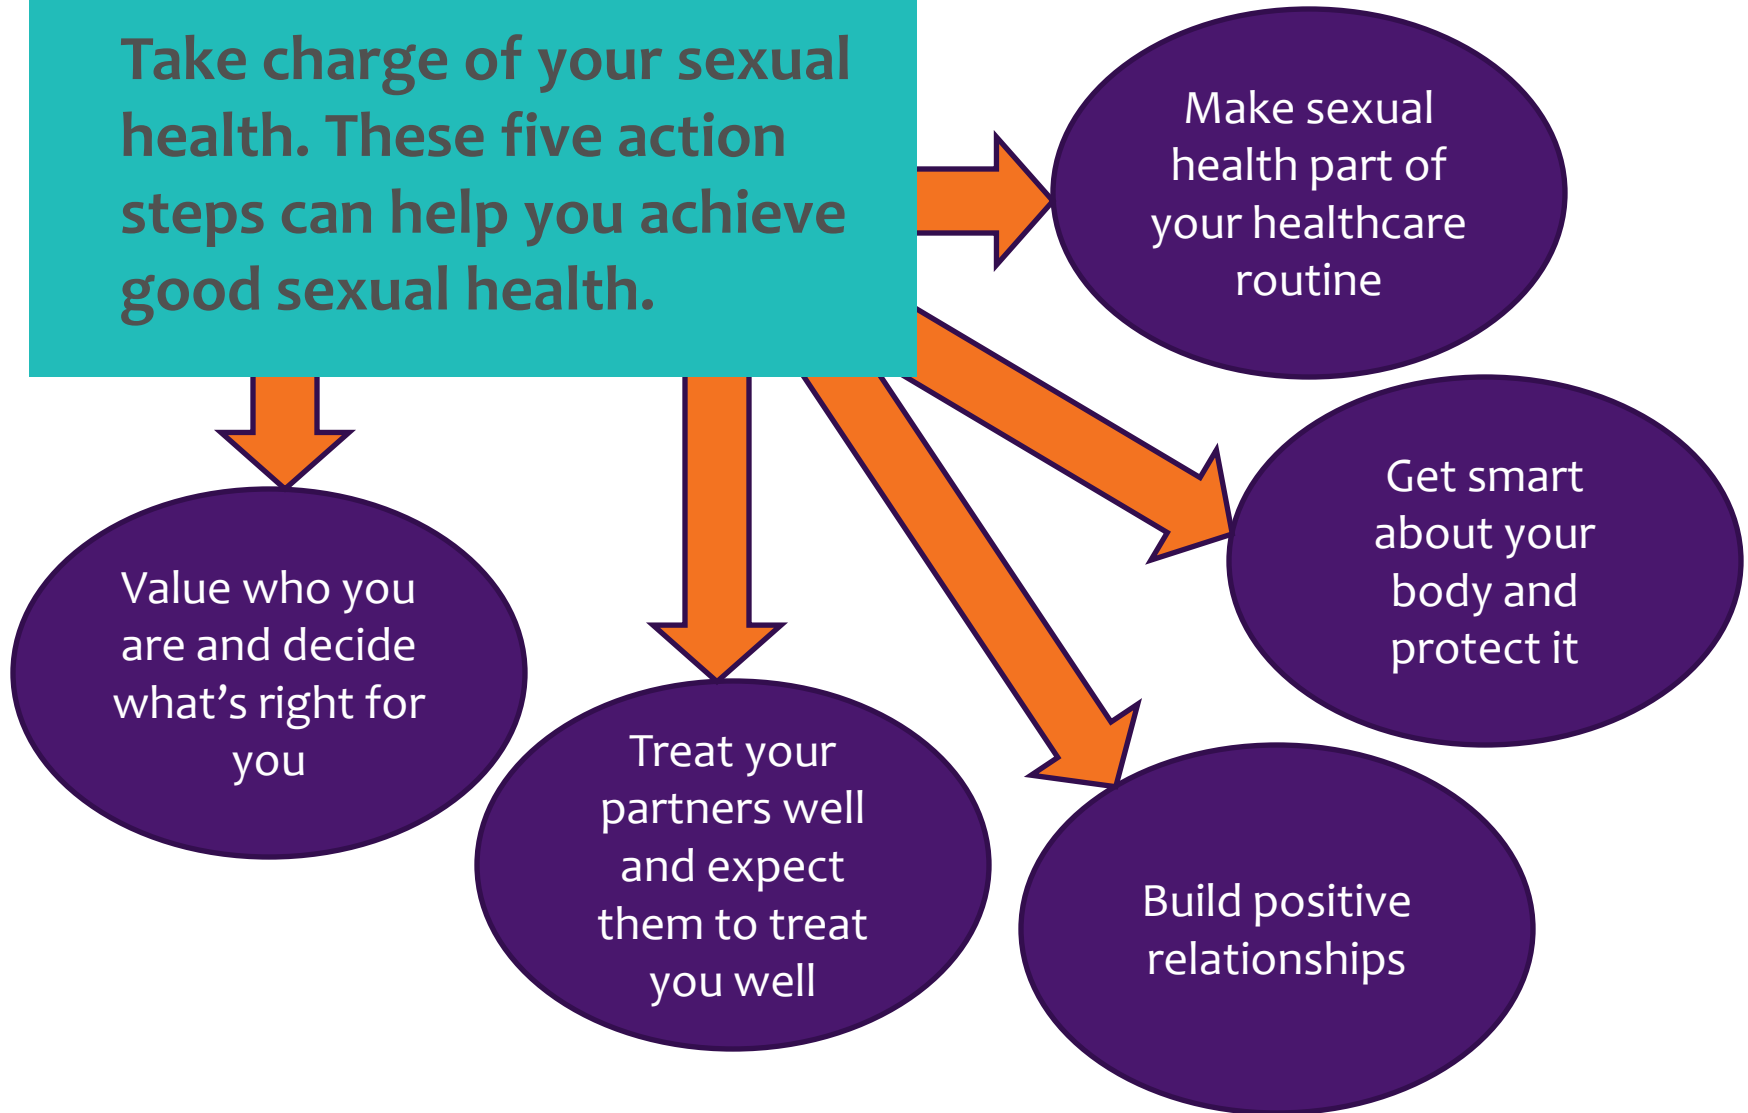 Take charge of your sexual
health. These five action
steps can help you achieve
good sexual health.
Make sexual
health part of
your healthcare
routine
Get smart
about your
body and
protect it
Value who you
are and decide
what’s right for
you
Treat your
partners well
and expect
them to treat
you well
Build positive
relationships